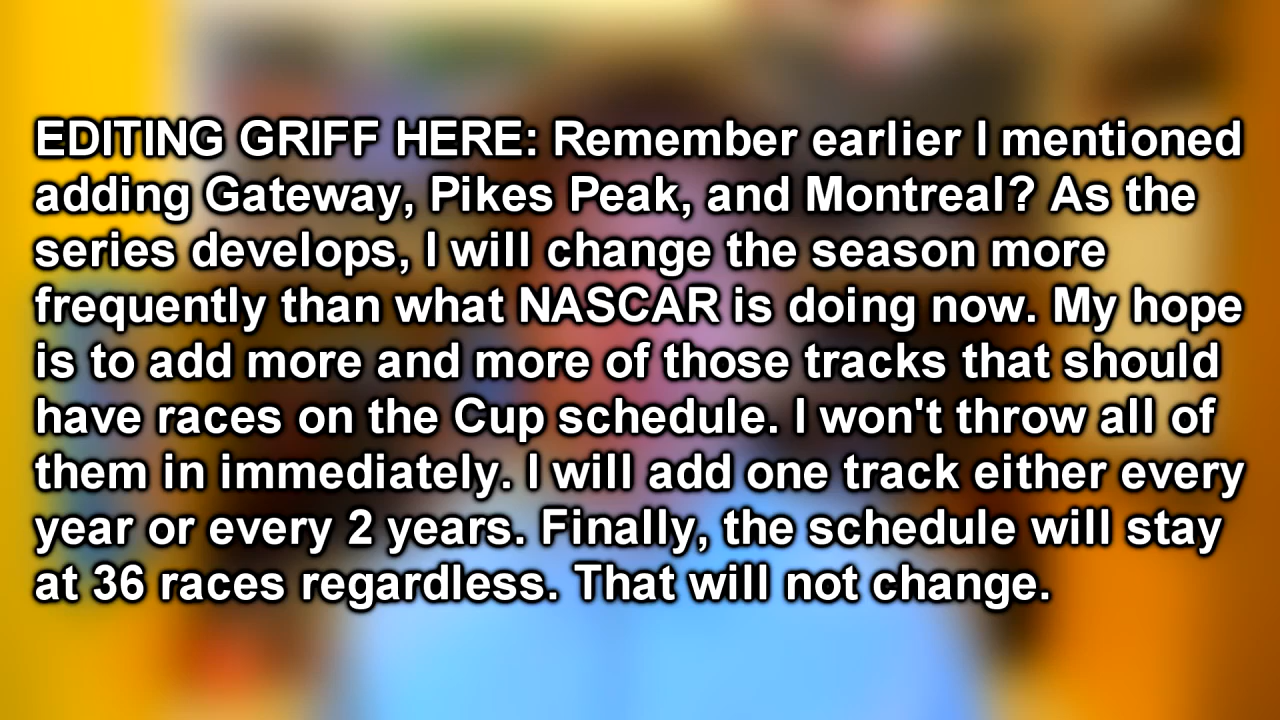 EDITING GRIFF HERE: Remember earlier I mentioned
adding Gateway, Pikes Peak, and Montreal? As the
series develops, I will change the season more
frequently than what NASCAR is doing now. My hope
is to add more and more of those tracks that should
have races on the Cup schedule. I won't throw all of
them in immediately. I will add one track either every
year or every 2 years. Finally, the schedule will stay
at 36 races regardless. That will not change.